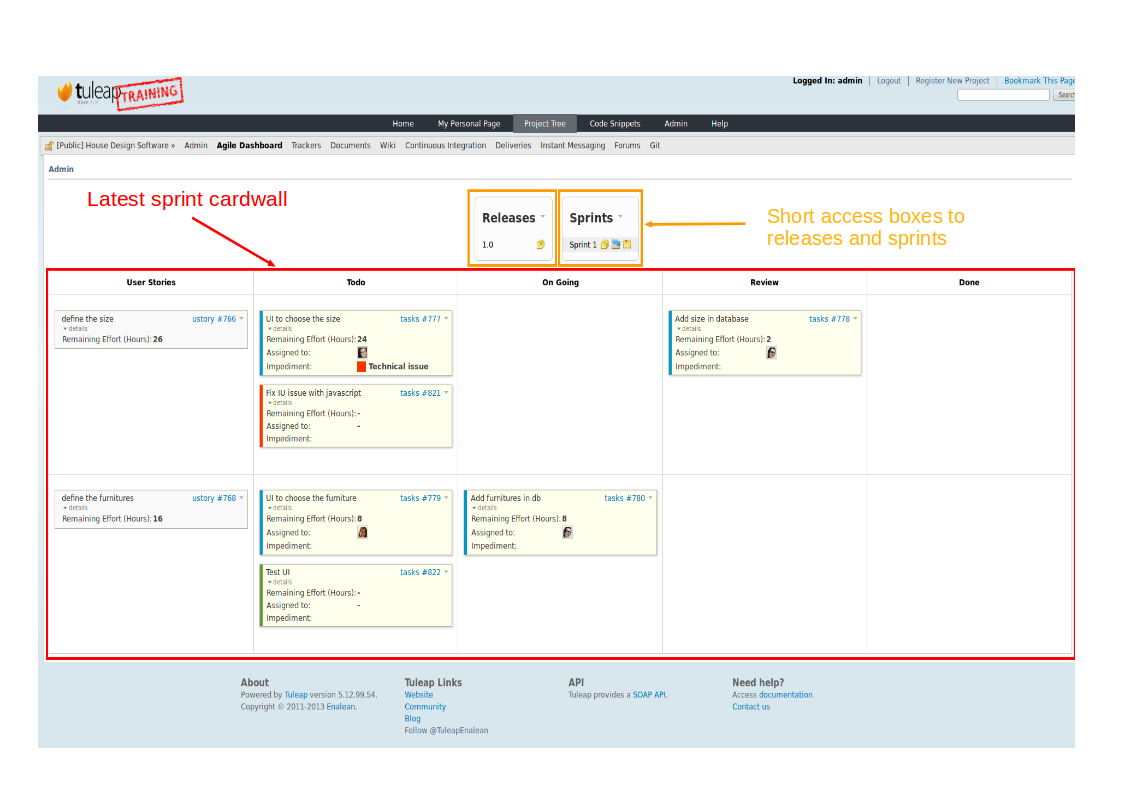 tuleap
TRAINING
Logged In: admin | Logout | Register New Project | Bookmark This Page
Search
Home My Personal Page Project Tree Code Snippets Admin Help
[Public] House Design Software » Admin Agile Dashboard Trackers Documents Wiki Continuous Integration Deliveries Instant Messaging Forums Git
Admin
Latest sprint cardwall
Releases
1.0
Sprints
Sprint 1
Short access boxes to
releases and sprints
User Stories Todo On Going Review Done
define the size ustory #766
details
Remaining Effort (Hours): 26
UI to choose the size tasks #777
details
Remaining Effort (Hours): 24
Assigned to:
Impediment: Technical issue
Fix IU issue with javascript tasks #821
details
Remaining Effort (Hours): -
Assigned to: -
Impediment:
Add size in database tasks #778
details
Remaining Effort (Hours): 2
Assigned to:
Impediment:
define the furnitures ustory #768
details
Remaining Effort (Hours): 16
UI to choose the furniture tasks #779
details
Remaining Effort (Hours): 8
Assigned to:
Impediment:
Test UI tasks #822
details
Remaining Effort (Hours): -
Assigned to: -
Impediment:
Add furnitures in db tasks #780
details
Remaining Effort (Hours): 8
Assigned to:
Impediment:
About
Powered by Tuleap version 5.12.99.54.
Copyright © 2011-2013 Enalean.
Tuleap Links
Website
Community
Blog
Follow @TuleapEnalean
API
Tuleap provides a SOAP API.
Need help?
Access documentation
Contact us